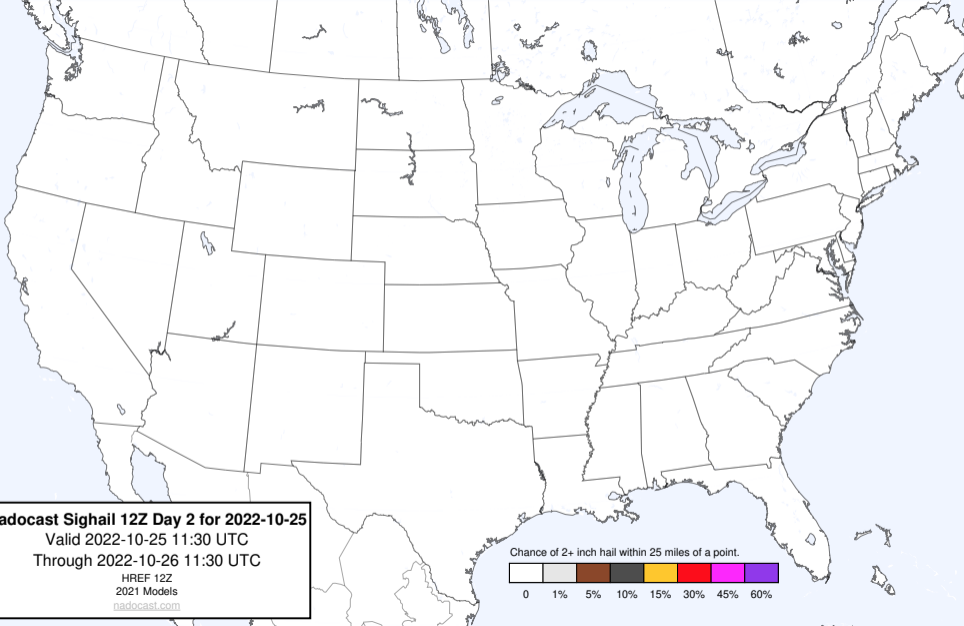 adocast Sighail 12Z Day 2 for 2022-10-25
Valid 2022-10-25 11:30 UTC
Through 2022-10-26 11:30 UTC
HREF 12Z
2021 Models
nadocast.com
Chance of 2+ inch hail within 25 miles of a point.
0 1% 5% 10% 15% 30% 45% 60%